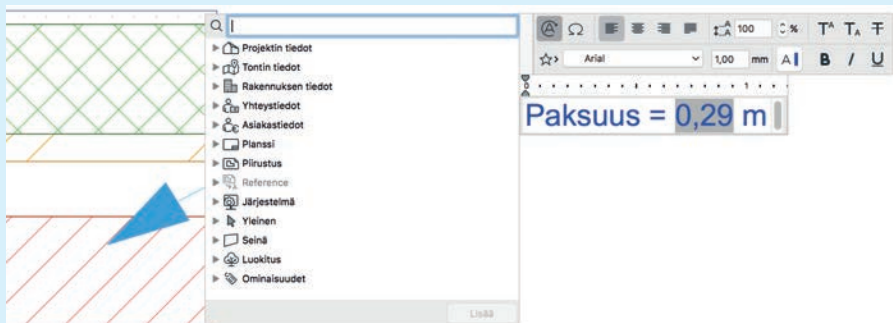 Projektin tiedot
Tontin tiedot
Rakennuksen tiedot
Yhteystiedot
Asiakastiedot
Planssi
Piirustus
Reference
Järjestelmä
Yleinen
Seinä
Luokitus
Ominaisuudet
Lisää
Ω 100 %
Arial 1,00 mm A B I U
1
Paksuus = 0,29 m